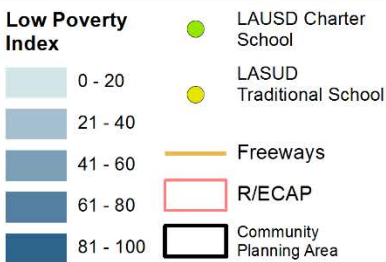 Low Poverty
Index
0 - 20
21 - 40
41 - 60
61 - 80
81 - 100
LAUSD Charter
School
LASUD
Traditional School
Freeways
R/ECAP
Community
Planning Area